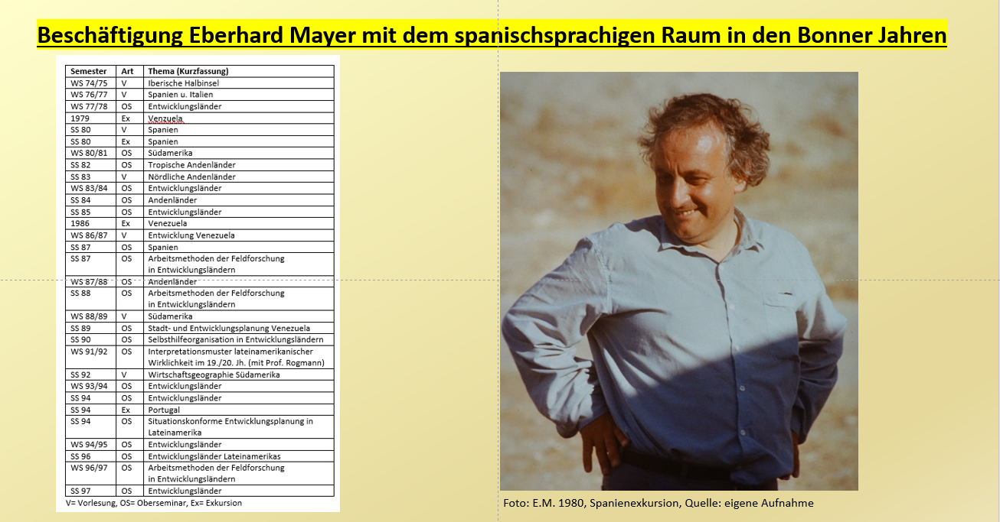 Beschäftigung Eberhard Mayer mit dem spanischsprachigen Raum in den Bonner Jahren
Semester Art Thema (Kurzfassung)
WS 74/75 V Iberische Halbinsel
WS 76/77 V Spanien u. Italien
WS 77/78 OS Entwicklungsländer
1979 Ex Venzuela
SS 80 V Spanien
SS 80 Ex Spanien
WS 80/81 OS Südamerika
SS 82 OS Tropische Andenländer
SS 83 V Nördliche Andenländer
WS 83/84 OS Entwicklungsländer
SS 84 OS Andenländer
SS 85 OS Entwicklungsländer
1986 Ex Venezuela
WS 86/87 V Entwicklung Venezuela
SS 87 OS Spanien
SS 87 OS Arbeitsmethoden der Feldforschung
in Entwicklungsländern
WS 87/88 OS Andenländer
SS 88 OS Arbeitsmethoden der Feldforschung
in Entwicklungsländern
WS 88/89 V Südamerika
SS 89 OS Stadt- und Entwicklungsplanung Venezuela
SS 90 OS Selbsthilfeorganisation in Entwicklungsländern
WS 91/92 OS Interpretationsmuster lateinamerikanischer
Wirklichkeit im 19./20. Jh. (mit Prof. Rogmann)
SS 92 V Wirtschaftsgeographie Südamerika
WS 93/94 OS Entwicklungsländer
SS 94 OS Entwicklungsländer
SS 94 Ex Portugal
SS 94 OS Situationskonforme Entwicklungsplanung in
Lateinamerika
WS 94/95 OS Entwicklungsländer
SS 96 OS Entwicklungsländer Lateinamerikas
WS 96/97 OS Arbeitsmethoden der Feldforschung
in Entwicklungsländern
SS 97 OS Entwicklungsländer
V= Vorlesung, OS= Oberseminar, Ex= Exkursion
Foto: E.M. 1980, Spanienexkursion, Quelle: eigene Aufnahme